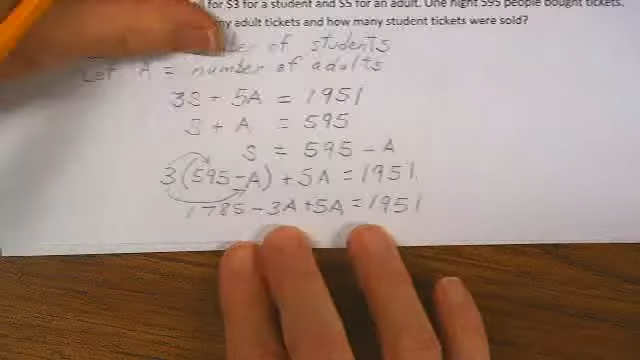 for $3 for a student and $5 for an adult. One night 595 people bought tickets,
ny adult tickets and how many student tickets were sold?
of students
Let A = number of adults
3S + 5A = 1951
S + A = 595
S = 595 - A
3(595-A) + 5A = 1951
1785 - 3A + 5A = 1951